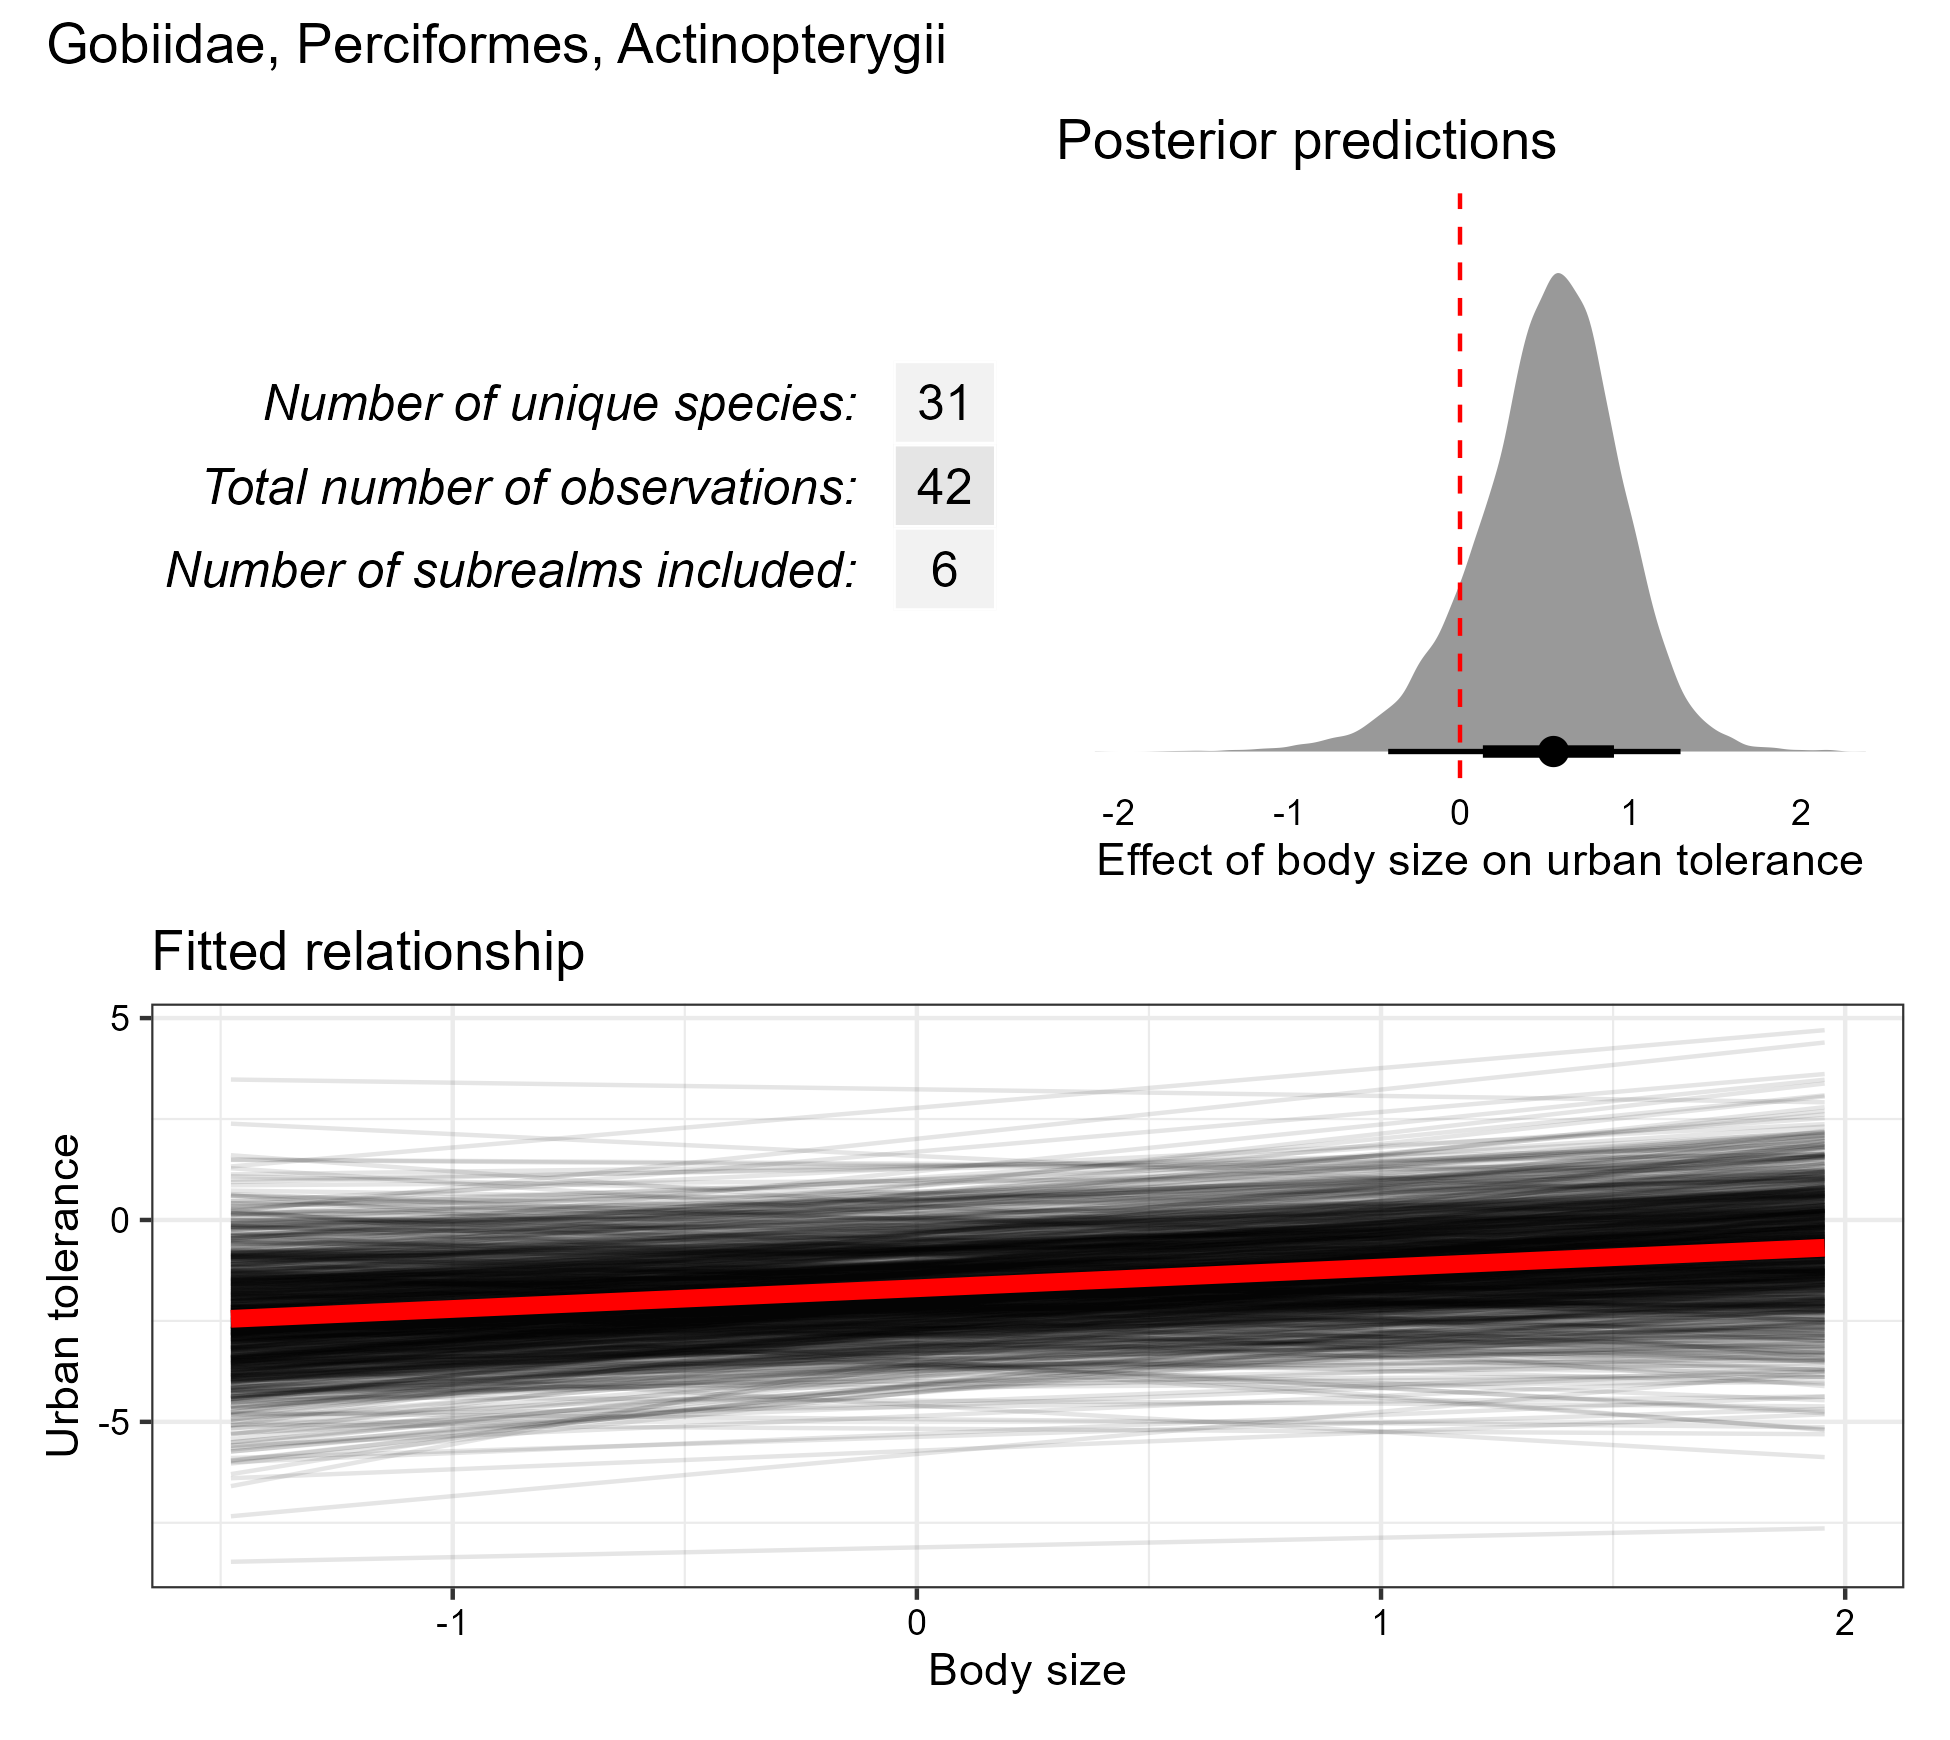 Gobiidae, Perciformes, Actinopterygii
Posterior predictions
Number of unique species: 31
Total number of observations: 42
Number of subrealms included: 6
-2 -1 0 1 2
Effect of body size on urban tolerance
Fitted relationship
5
0
-5
Urban tolerance
-1 0 1 2
Body size